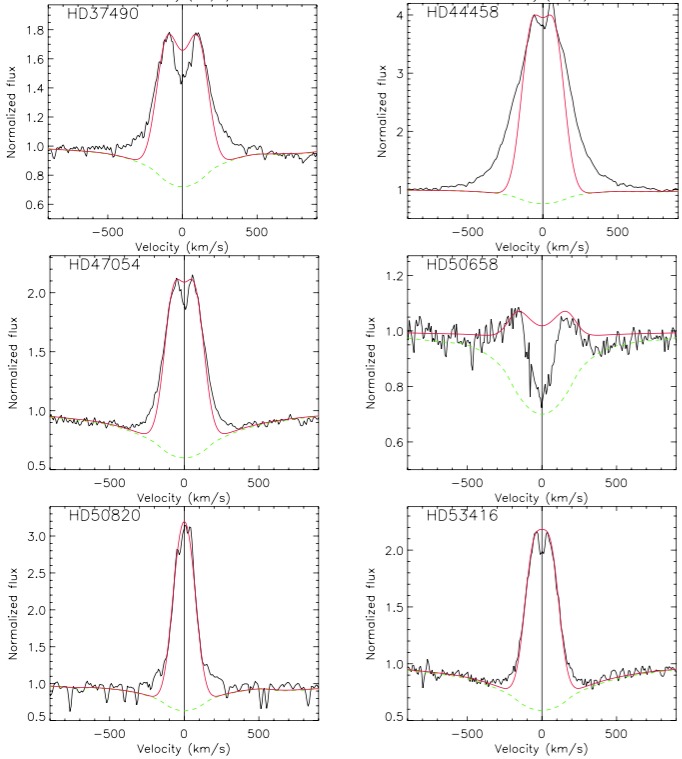 HD37490
Normalized flux
1.8
1.6
1.4
1.2
1.0
0.8
0.6
−500 0 500
Velocity (km/s)
HD44458
Normalized flux
4
3
2
1
−500 0 500
Velocity (km/s)
HD47054
Normalized flux
2.0
1.5
1.0
0.5
−500 0 500
Velocity (km/s)
HD50658
Normalized flux
1.2
1.0
0.8
0.6
−500 0 500
Velocity (km/s)
HD50820
Normalized flux
3.0
2.5
2.0
1.5
1.0
0.5
−500 0 500
Velocity (km/s)
HD53416
Normalized flux
2.0
1.5
1.0
0.5
−500 0 500
Velocity (km/s)